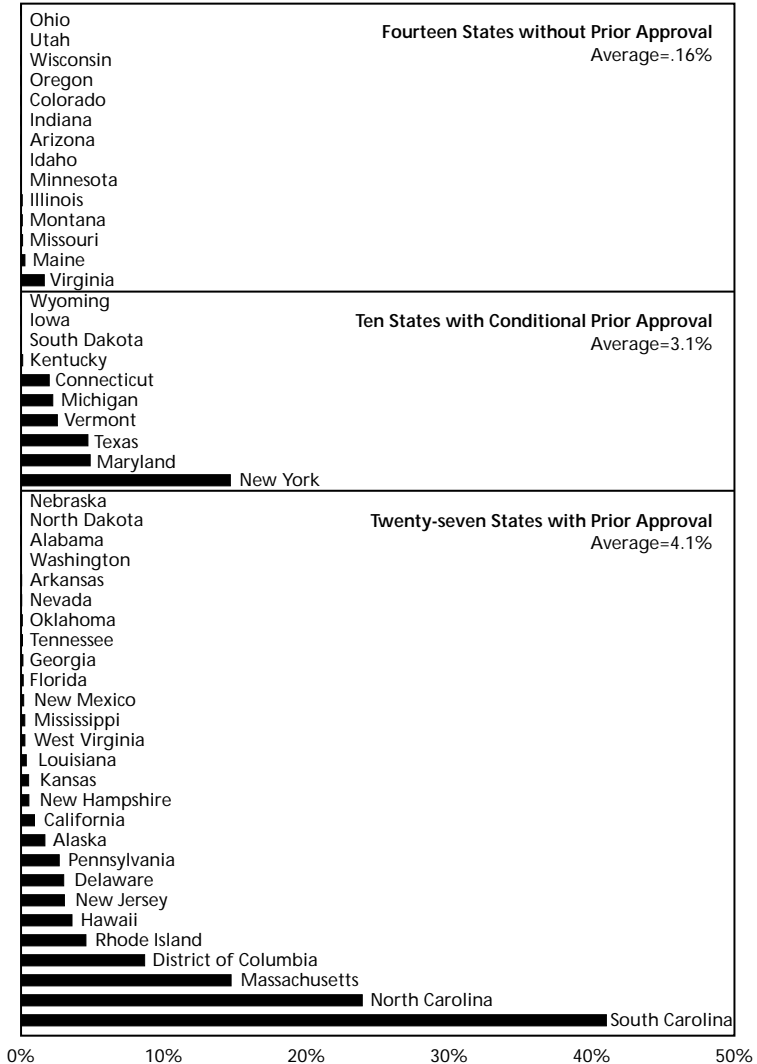 Ohio
Fourteen States without Prior Approval
Utah
Average=.16%
Wisconsin
Oregon
Colorado
Indiana
Arizona
Idaho
Minnesota
Illinois
Montana
Missouri
Maine
Virginia
Wyoming
Iowa
Ten States with Conditional Prior Approval
South Dakota
Average=3.1%
Kentucky
Connecticut
Michigan
Vermont
Texas
Maryland
New York
Nebraska
North Dakota
Twenty-seven States with Prior Approval
Alabama
Average=4.1%
Washington
Arkansas
Nevada
Oklahoma
Tennessee
Georgia
Florida
New Mexico
Mississippi
West Virginia
Louisiana
Kansas
New Hampshire
California
Alaska
Pennsylvania
Delaware
New Jersey
Hawaii
Rhode Island
District of Columbia
Massachusetts
North Carolina
South Carolina
0% 10% 20% 30% 40% 50%